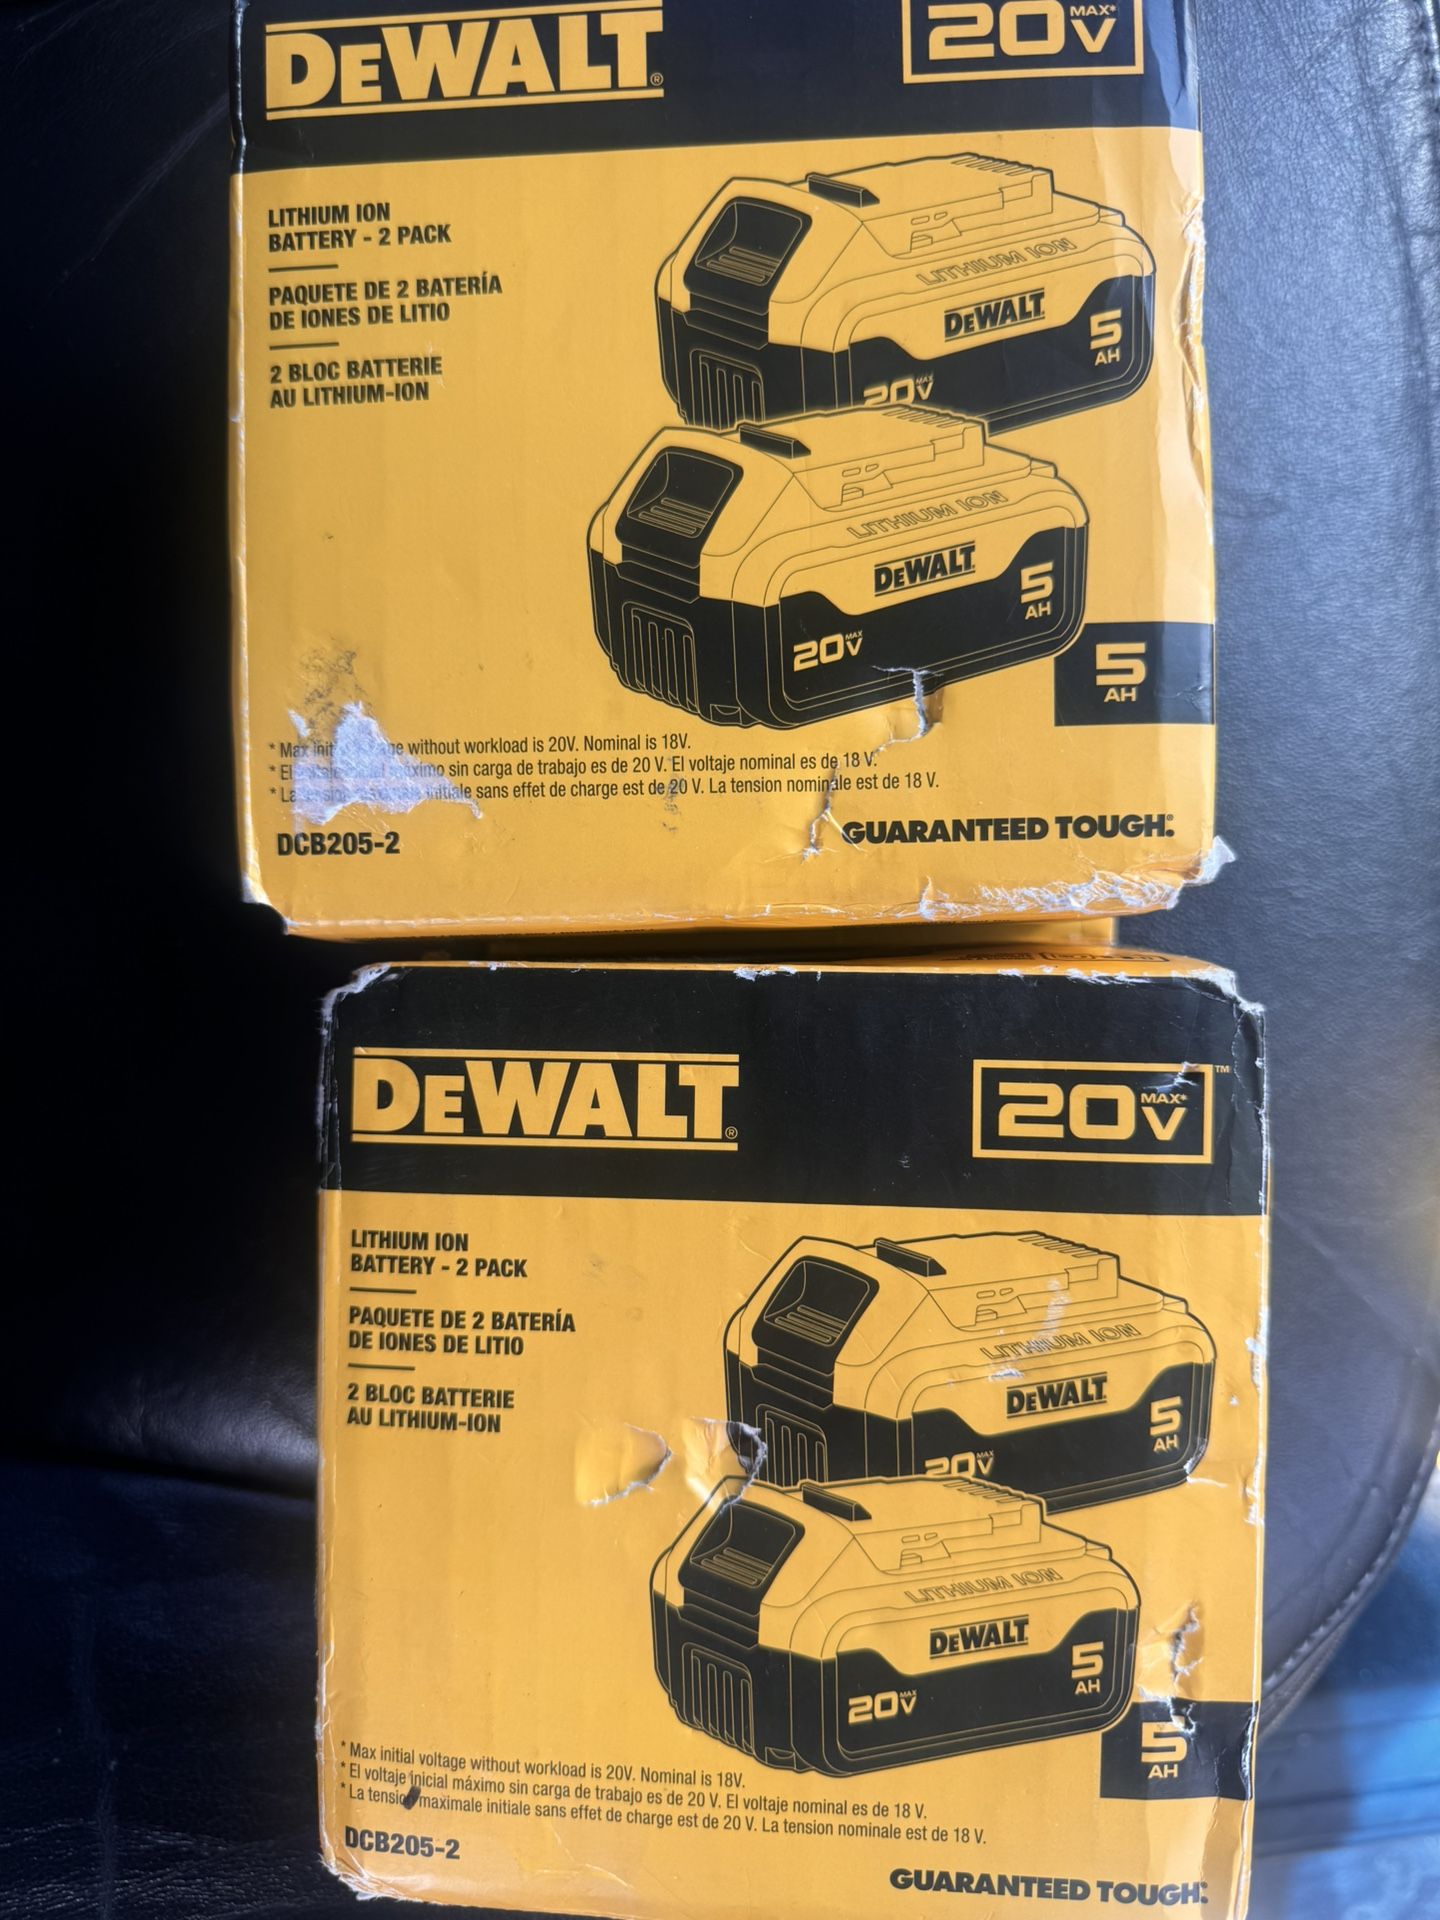 DEWALT®
20V MAX*
LITHIUM ION
BATTERY - 2 PACK
PAQUETE DE 2 BATERÍA
DE IONES DE LITIO
2 BLOC BATTERIE
AU LITHIUM-ION
LITHIUM ION
DEWALT
5
AH
20V MAX
LITHIUM ION
DEWALT
5
AH
20V MAX
5
AH
* Max without workload is 20V. Nominal is 18V.
* El máximo sin carga de trabajo es de 20 V. El voltaje nominal es de 18 V.
* La initiale sans effet de charge est de 20 V. La tension nominale est de 18 V.
DCB205-2
GUARANTEED TOUGH.®
DEWALT®
20V MAX*™
LITHIUM ION
BATTERY - 2 PACK
PAQUETE DE 2 BATERÍA
DE IONES DE LITIO
2 BLOC BATTERIE
AU LITHIUM-ION
LITHIUM ION
DEWALT
5
AH
20V MAX
LITHIUM ION
DEWALT
5
AH
20V MAX
5
AH
* Max initial voltage without workload is 20V. Nominal is 18V.
* El voltaje inicial máximo sin carga de trabajo es de 20 V. El voltaje nominal es de 18 V.
* La tension maximale initiale sans effet de charge est de 20 V. La tension nominale est de 18 V.
DCB205-2
GUARANTEED TOUGH.®